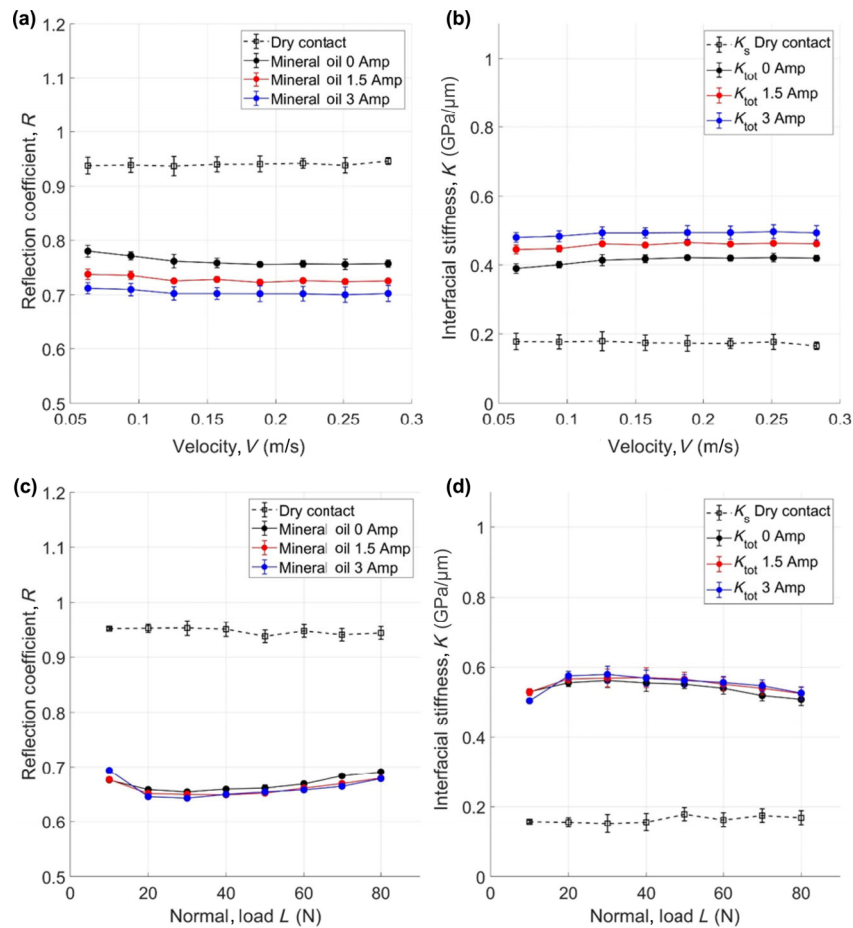 (a)
1.2
1.1
1
0.9
0.8
0.7
0.6
0.5
Reflection coefficient, R
Dry contact
Mineral oil 0 Amp
Mineral oil 1.5 Amp
Mineral oil 3 Amp
0.05 0.1 0.15 0.2 0.25 0.3
Velocity, V (m/s)
(b)
1
0.8
0.6
0.4
0.2
0
Interfacial stiffness, K (GPa/μm)
Ks Dry contact
Ktot 0 Amp
Ktot 1.5 Amp
Ktot 3 Amp
0.05 0.1 0.15 0.2 0.25 0.3
Velocity, V (m/s)
(c)
1.2
1.1
1
0.9
0.8
0.7
0.6
0.5
Reflection coefficient, R
Dry contact
Mineral oil 0 Amp
Mineral oil 1.5 Amp
Mineral oil 3 Amp
0 20 40 60 80
Normal, load L (N)
(d)
1
0.8
0.6
0.4
0.2
0
Interfacial stiffness, K (GPa/μm)
Ks Dry contact
Ktot 0 Amp
Ktot 1.5 Amp
Ktot 3 Amp
0 20 40 60 80
Normal, load L (N)